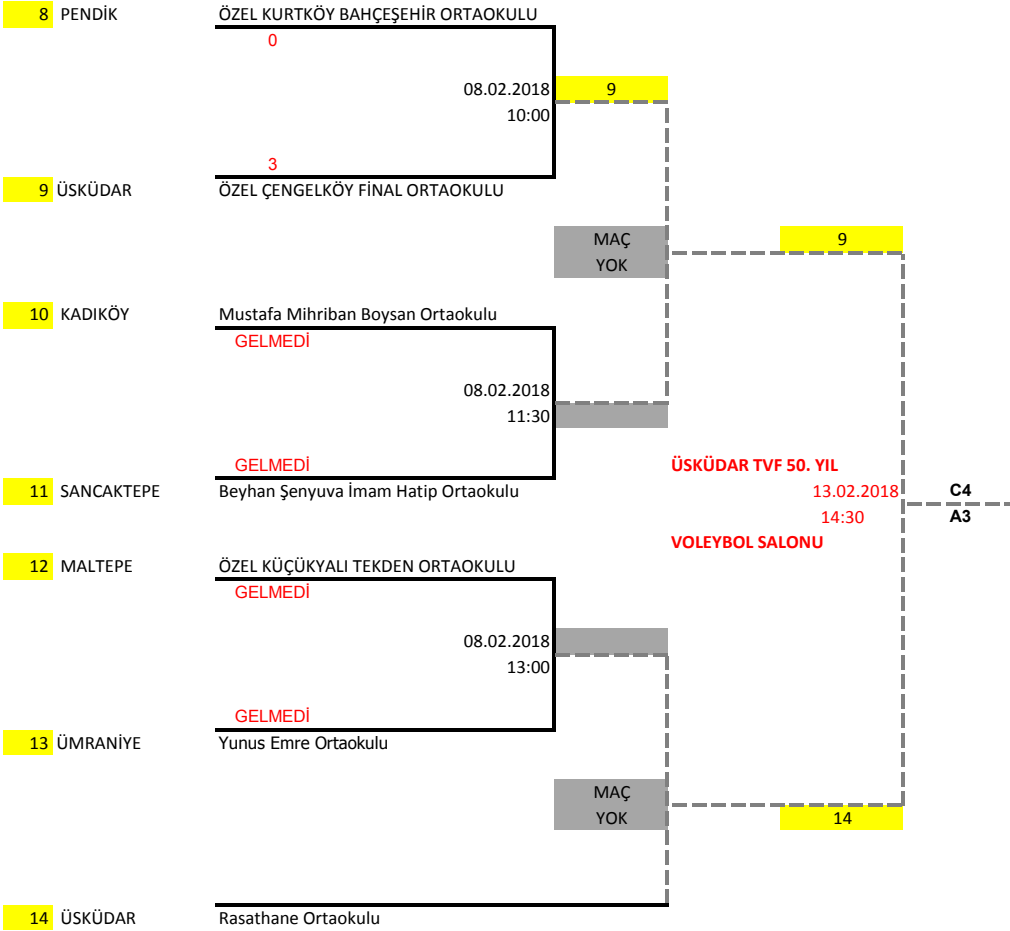 8 PENDİK ÖZEL KURTKÖY BAHÇEŞEHİR ORTAOKULU
0
08.02.2018 9
10:00
3
9 ÜSKÜDAR ÖZEL ÇENGELKÖY FİNAL ORTAOKULU
MAÇ 9
YOK
10 KADIKÖY Mustafa Mihriban Boysan Ortaokulu
GELMEDİ
08.02.2018
11:30
GELMEDİ ÜSKÜDAR TVF 50. YIL
11 SANCAKTEPE Beyhan Şenyuva İmam Hatip Ortaokulu 13.02.2018 C4
14:30 A3
VOLEYBOL SALONU
12 MALTEPE ÖZEL KÜÇÜKYALI TEKDEN ORTAOKULU
GELMEDİ
08.02.2018
13:00
GELMEDİ
13 ÜMRANİYE Yunus Emre Ortaokulu
MAÇ
YOK 14
14 ÜSKÜDAR Rasathane Ortaokulu